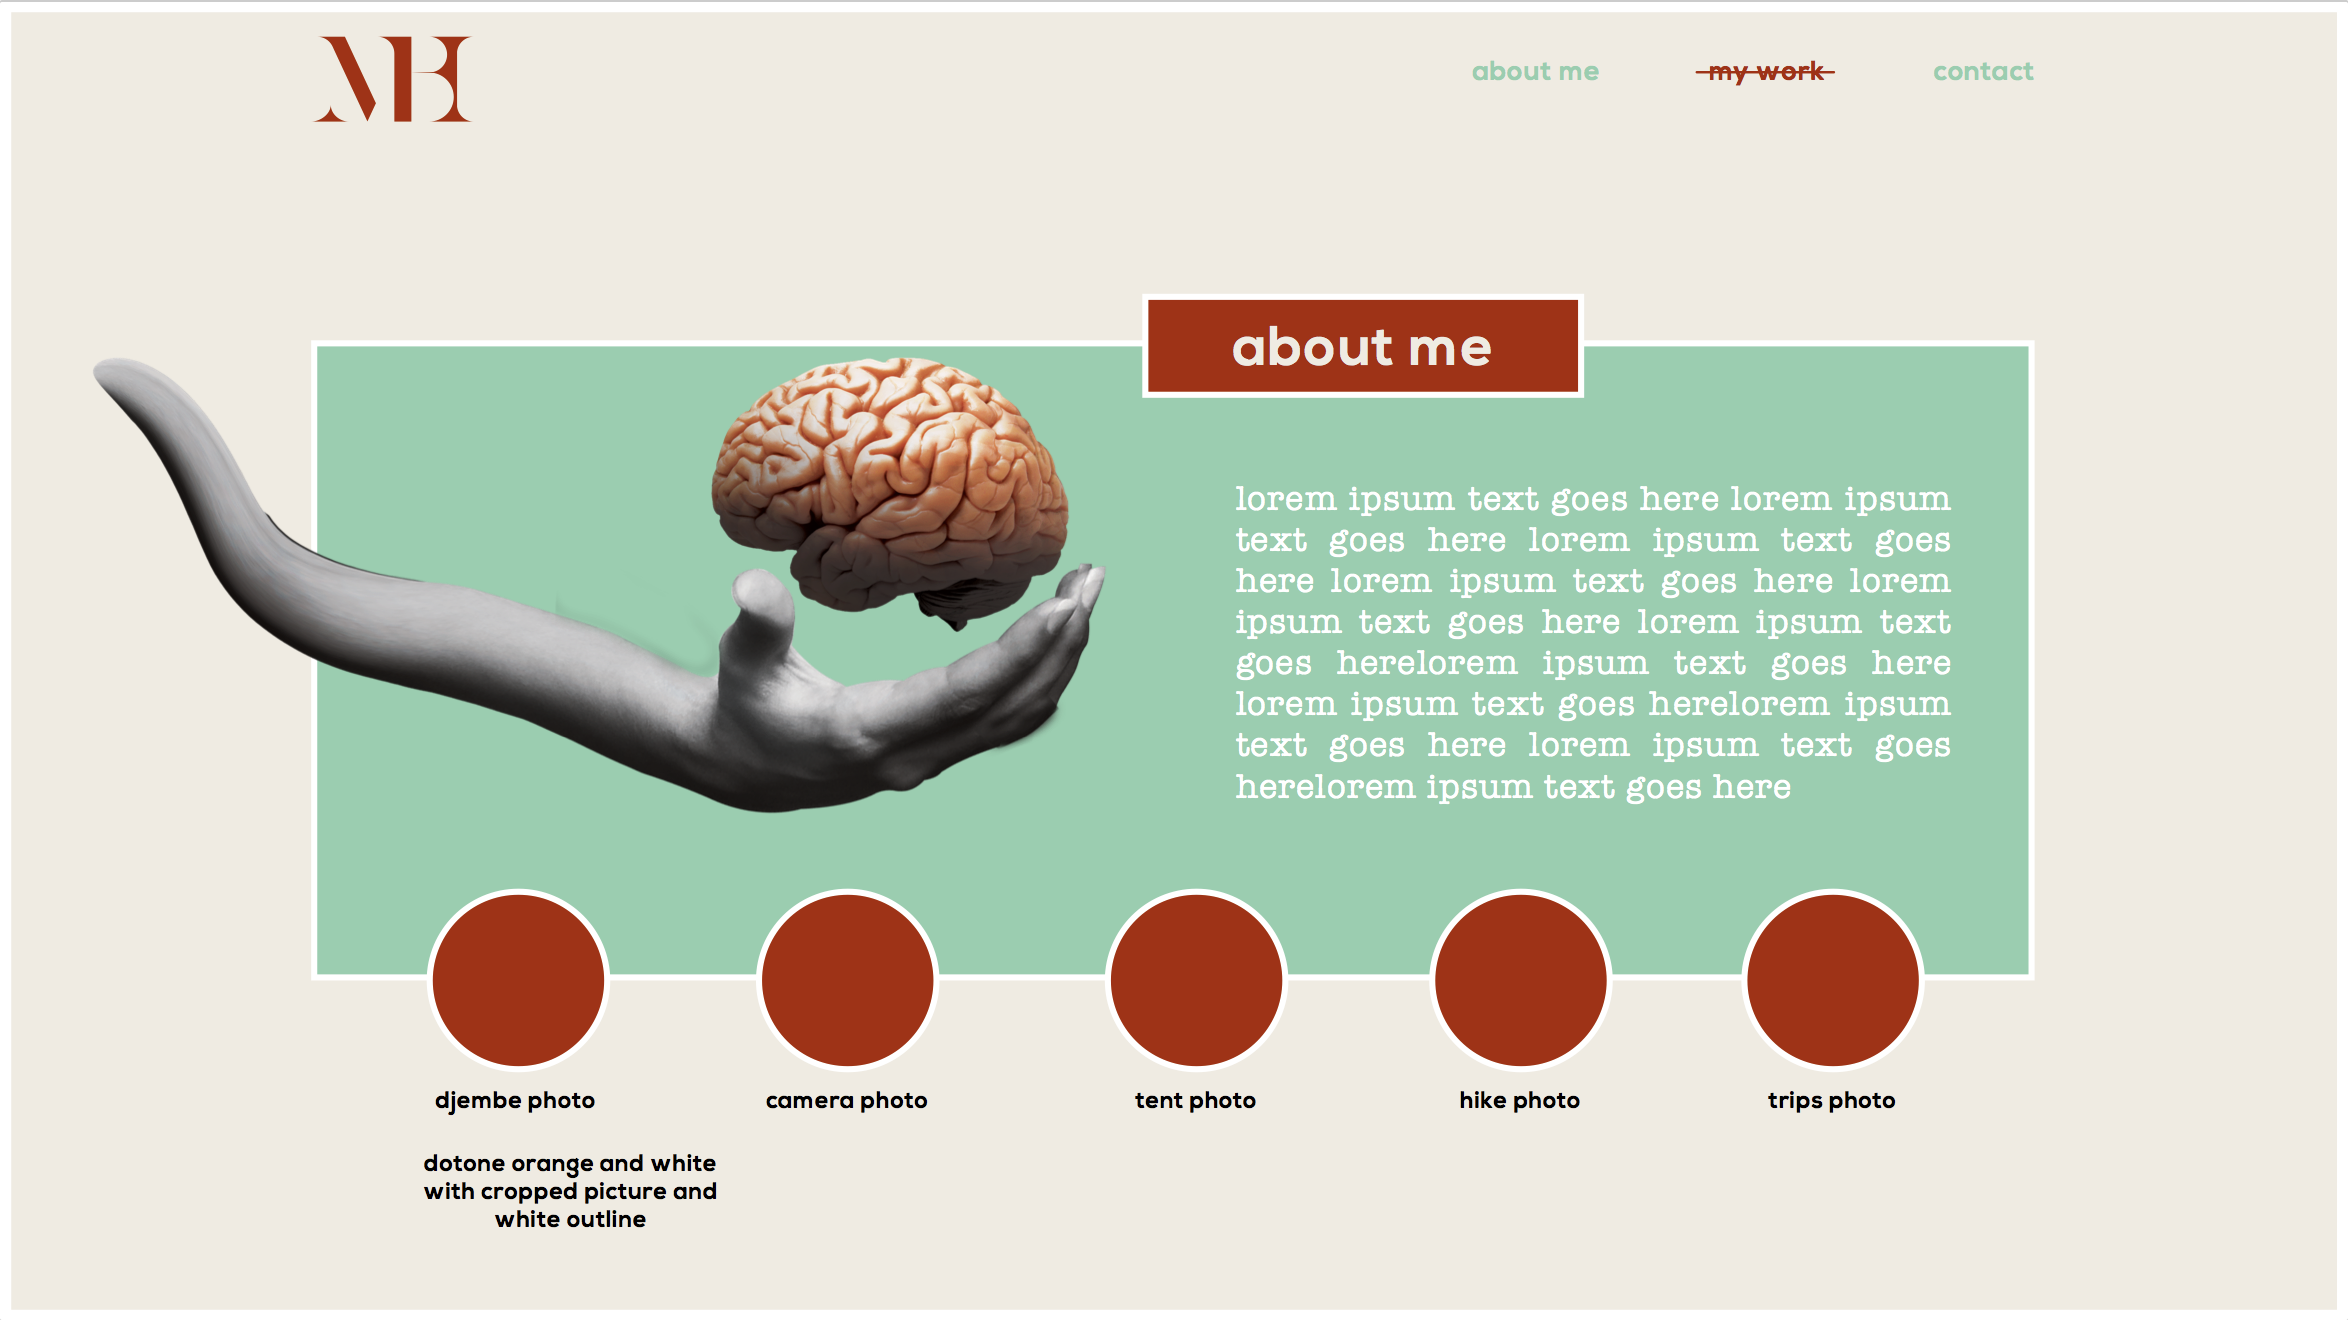 MH
about me
my work
contact
about me
lorem ipsum text goes here lorem ipsum
text goes here lorem ipsum text goes
here lorem ipsum text goes here lorem
ipsum text goes here lorem ipsum text
goes herelorem ipsum text goes here
lorem ipsum text goes herelorem ipsum
text goes here lorem ipsum text goes
herelorem ipsum text goes here
djembe photo
camera photo
tent photo
hike photo
trips photo
dotone orange and white
with cropped picture and
white outline